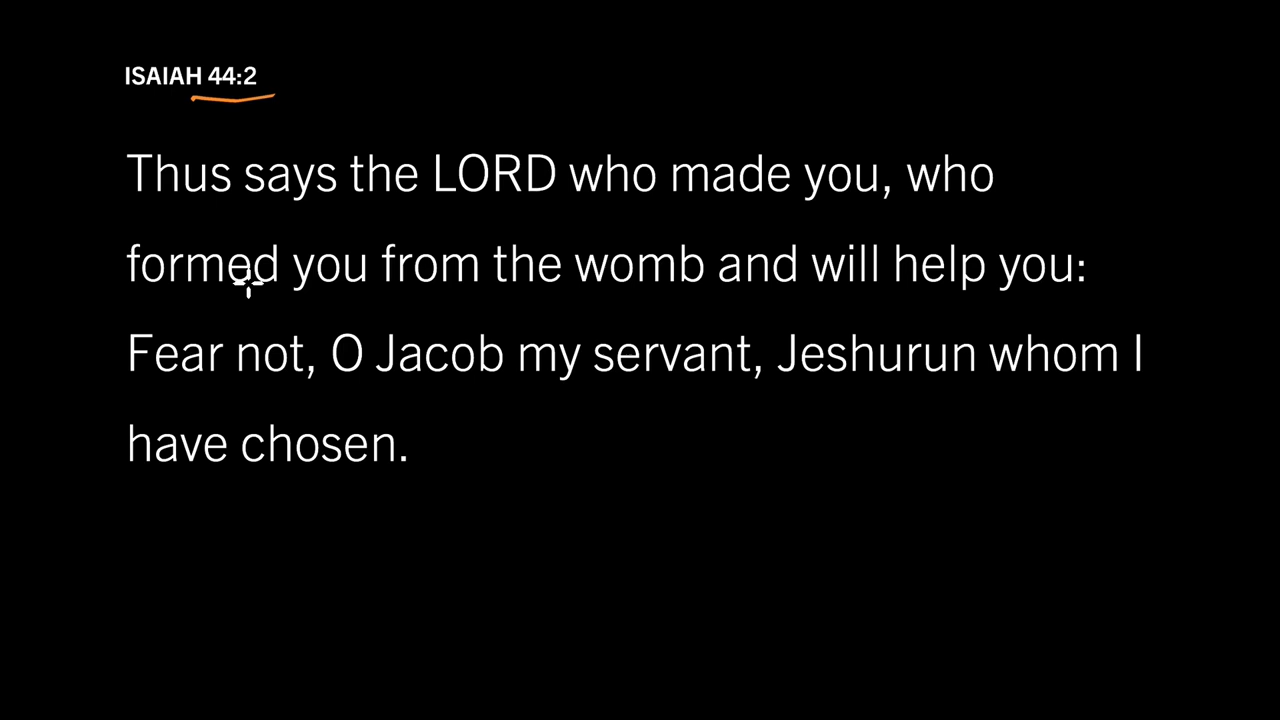 ISAIAH 44:2
Thus says the LORD who made you, who
formed you from the womb and will help you:
Fear not, O Jacob my servant, Jeshurun whom I
have chosen.